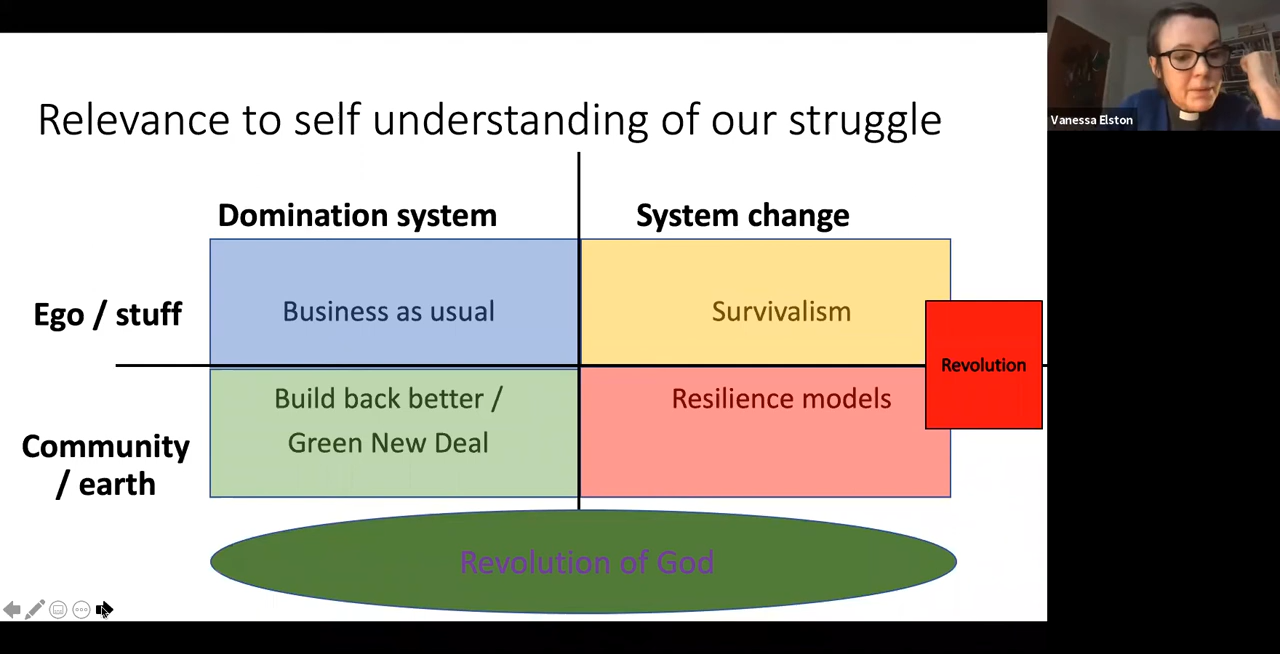 Relevance to self understanding of our struggle
Vanessa Elston
Domination system
System change
Ego / stuff
Business as usual
Survivalism
Revolution
Community
/ earth
Build back better /
Green New Deal
Resilience models
Revolution of God